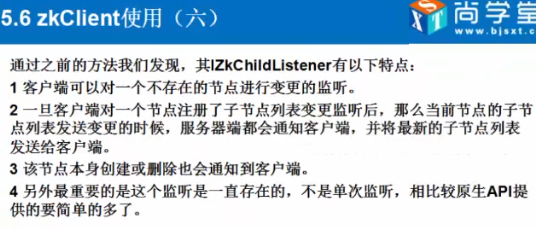 5.6 zkClient使用（六）
尚学堂
www.bjsxt.com
通过之前的方法我们发现，其IZkChildListener有以下特点：
1 客户端可以对一个不存在的节点进行变更的监听。
2 一旦客户端对一个节点注册了子节点列表变更监听后，那么当前节点的子节
点列表发送变更的时候，服务器端都会通知客户端，并将最新的子节点列表
发送给客户端。
3 该节点本身创建或删除也会通知到客户端。
4 另外最重要的是这个监听是一直存在的，不是单次监听，相比较原生API提
供的要简单的多了。